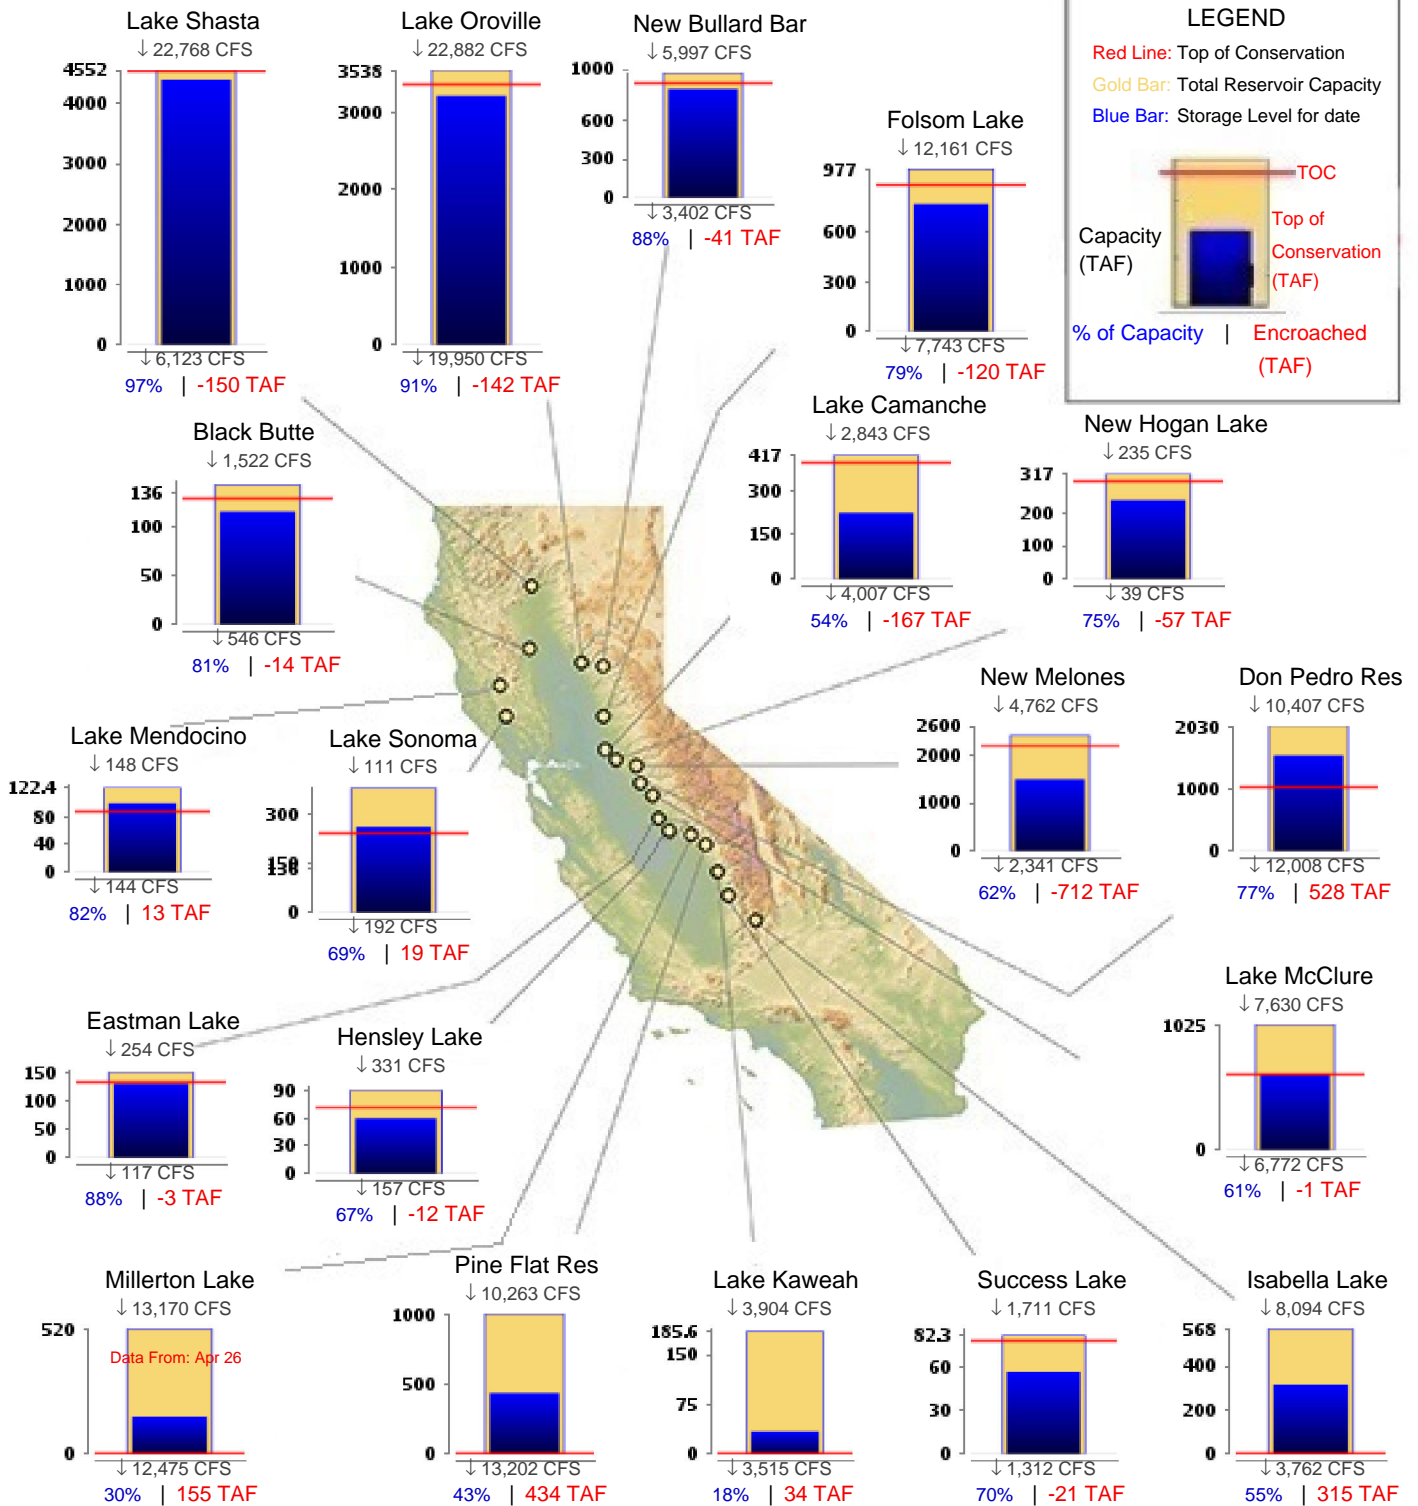 Lake Shasta
↓ 22,768 CFS
4552
4000
3000
2000
1000
0
↓ 6,123 CFS
97% | -150 TAF
Lake Oroville
↓ 22,882 CFS
3538
3000
2000
1000
0
↓ 19,950 CFS
91% | -142 TAF
New Bullard Bar
↓ 5,997 CFS
1000
600
300
0
↓ 3,402 CFS
88% | -41 TAF
Folsom Lake
↓ 12,161 CFS
977
600
300
0
↓ 7,743 CFS
79% | -120 TAF
LEGEND
Red Line: Top of Conservation
Gold Bar: Total Reservoir Capacity
Blue Bar: Storage Level for date
TOC
Capacity
(TAF)
Top of
Conservation
(TAF)
% of Capacity | Encroached
(TAF)
Black Butte
↓ 1,522 CFS
136
100
50
0
↓ 546 CFS
81% | -14 TAF
Lake Camanche
↓ 2,843 CFS
417
300
150
0
↓ 4,007 CFS
54% | -167 TAF
New Hogan Lake
↓ 235 CFS
317
200
100
0
↓ 39 CFS
75% | -57 TAF
Lake Mendocino
↓ 148 CFS
122.4
80
40
0
↓ 144 CFS
82% | 13 TAF
Lake Sonoma
↓ 111 CFS
300
0
↓ 192 CFS
69% | 19 TAF
New Melones
↓ 4,762 CFS
2600
2000
1000
0
↓ 2,341 CFS
62% | -712 TAF
Don Pedro Res
↓ 10,407 CFS
2030
1000
0
↓ 12,008 CFS
77% | 528 TAF
Eastman Lake
↓ 254 CFS
150
100
50
0
↓ 117 CFS
88% | -3 TAF
Hensley Lake
↓ 331 CFS
90
60
30
0
↓ 157 CFS
67% | -12 TAF
Lake McClure
↓ 7,630 CFS
1025
0
↓ 6,772 CFS
61% | -1 TAF
Millerton Lake
↓ 13,170 CFS
520
Data From: Apr 26
0
↓ 12,475 CFS
30% | 155 TAF
Pine Flat Res
↓ 10,263 CFS
1000
500
0
↓ 13,202 CFS
43% | 434 TAF
Lake Kaweah
↓ 3,904 CFS
185.6
150
75
0
↓ 3,515 CFS
18% | 34 TAF
Success Lake
↓ 1,711 CFS
82.3
60
30
0
↓ 1,312 CFS
70% | -21 TAF
Isabella Lake
↓ 8,094 CFS
568
400
200
0
↓ 3,762 CFS
55% | 315 TAF